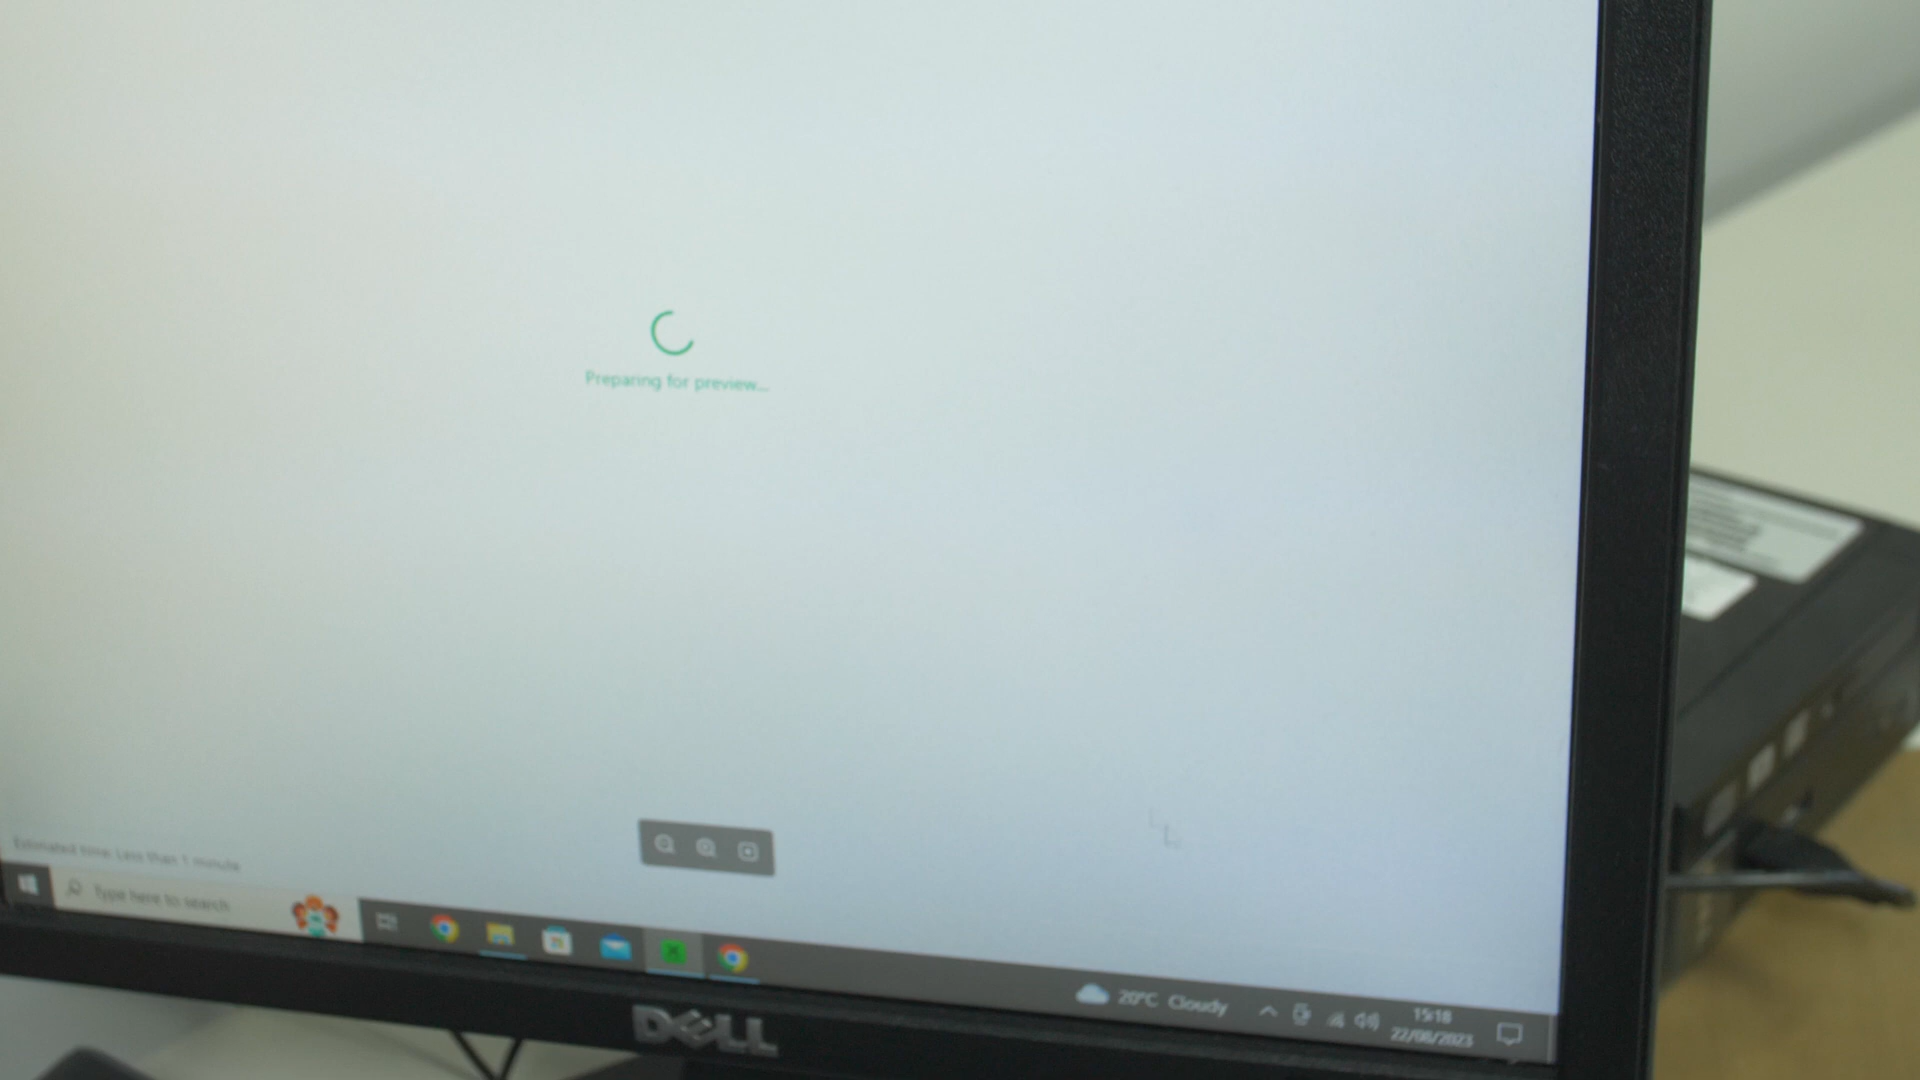 Preparing for preview...
Estimated time: Less than 1 minute
Type here to search
20°C Cloudy
15:18
22/08/2023
DELL